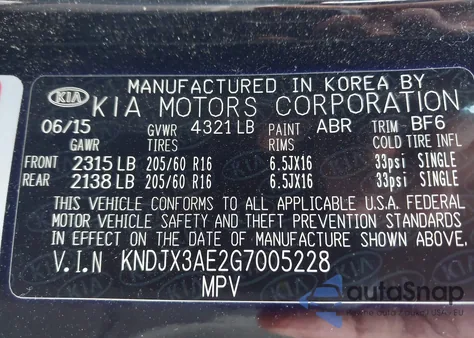 MANUFACTURED IN KOREA BY
KIA KIA MOTORS CORPORATION
06/15 GVWR 4321 LB PAINT ABR TRIM BF6
GAWR TIRES RIMS COLD TIRE INFL
FRONT 2315 LB 205/60 R16 6.5JX16 33psi SINGLE
REAR 2138 LB 205/60 R16 6.5JX16 33psi SINGLE
THIS VEHICLE CONFORMS TO ALL APPLICABLE U.S.A. FEDERAL
MOTOR VEHICLE SAFETY AND THEFT PREVENTION STANDARDS
IN EFFECT ON THE DATE OF MANUFACTURE SHOWN ABOVE.
V.I.N KNDJX3AE2G7005228
MPV
autoSnap